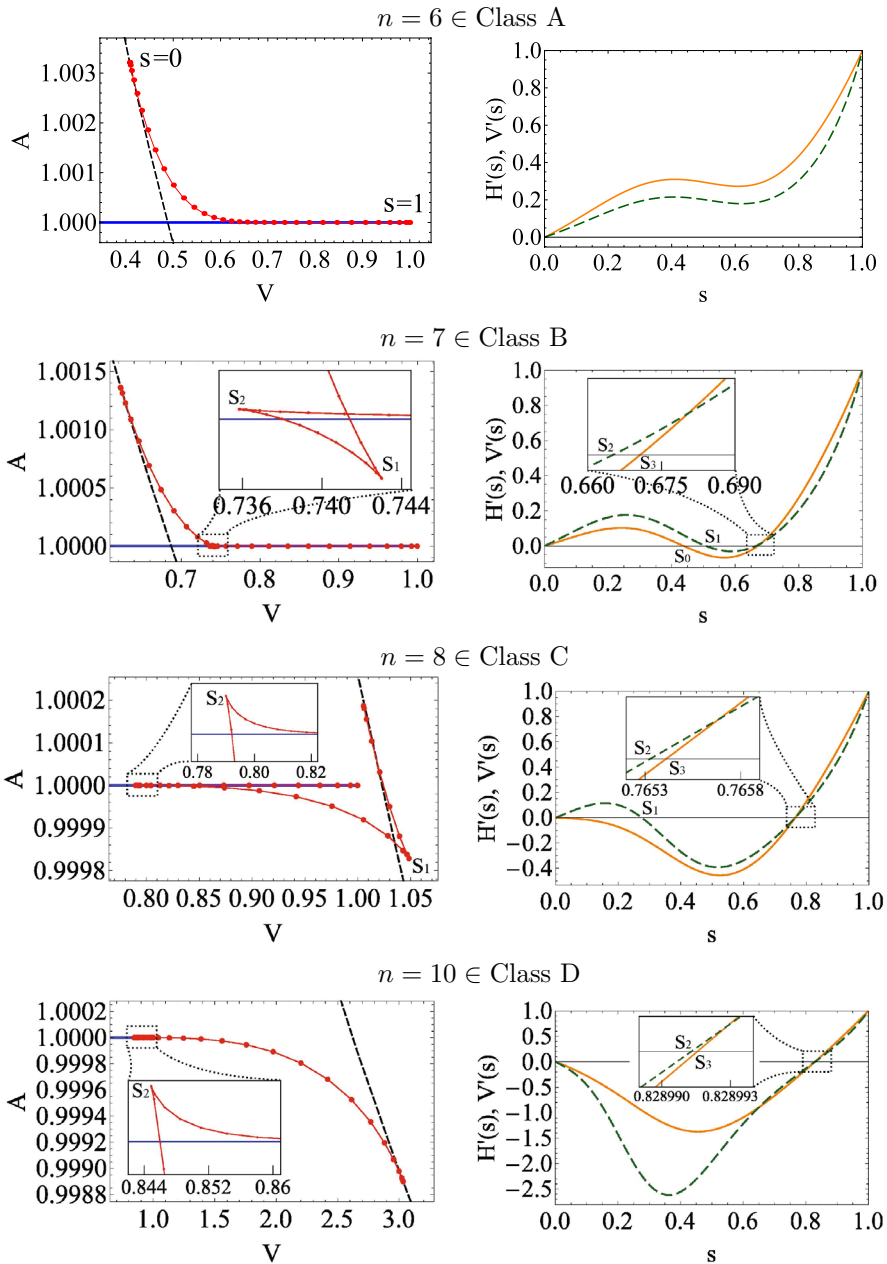 n = 6 ∈ Class A
A
1.003
1.002
1.001
1.000
s=0
s=1
0.4 0.5 0.6 0.7 0.8 0.9 1.0
V
H'(s), V'(s)
1.0
0.8
0.6
0.4
0.2
0.0
0.0 0.2 0.4 0.6 0.8 1.0
s
n = 7 ∈ Class B
A
1.0015
1.0010
1.0005
1.0000
S2
S1
0.736 0.740 0.744
0.7 0.8 0.9 1.0
V
H'(s), V'(s)
1.0
0.8
0.6
0.4
0.2
0.0
S2
S3
0.660 0.675 0.690
S1
S0
0.0 0.2 0.4 0.6 0.8 1.0
s
n = 8 ∈ Class C
A
1.0002
1.0001
1.0000
0.9999
0.9998
S2
0.78 0.80 0.82
S1
0.80 0.85 0.90 0.95 1.00 1.05
V
H'(s), V'(s)
1.0
0.8
0.6
0.4
0.2
0.0
−0.2
−0.4
S2
S3
0.7653 0.7658
S1
0.0 0.2 0.4 0.6 0.8 1.0
s
n = 10 ∈ Class D
A
1.0002
1.0000
0.9998
0.9996
0.9994
0.9992
0.9990
0.9988
S2
0.844 0.852 0.86
1.0 1.5 2.0 2.5 3.0
V
H'(s), V'(s)
1.0
0.5
0.0
−0.5
−1.0
−1.5
−2.0
−2.5
S2
S3
0.828990 0.828993
0.0 0.2 0.4 0.6 0.8 1.0
s